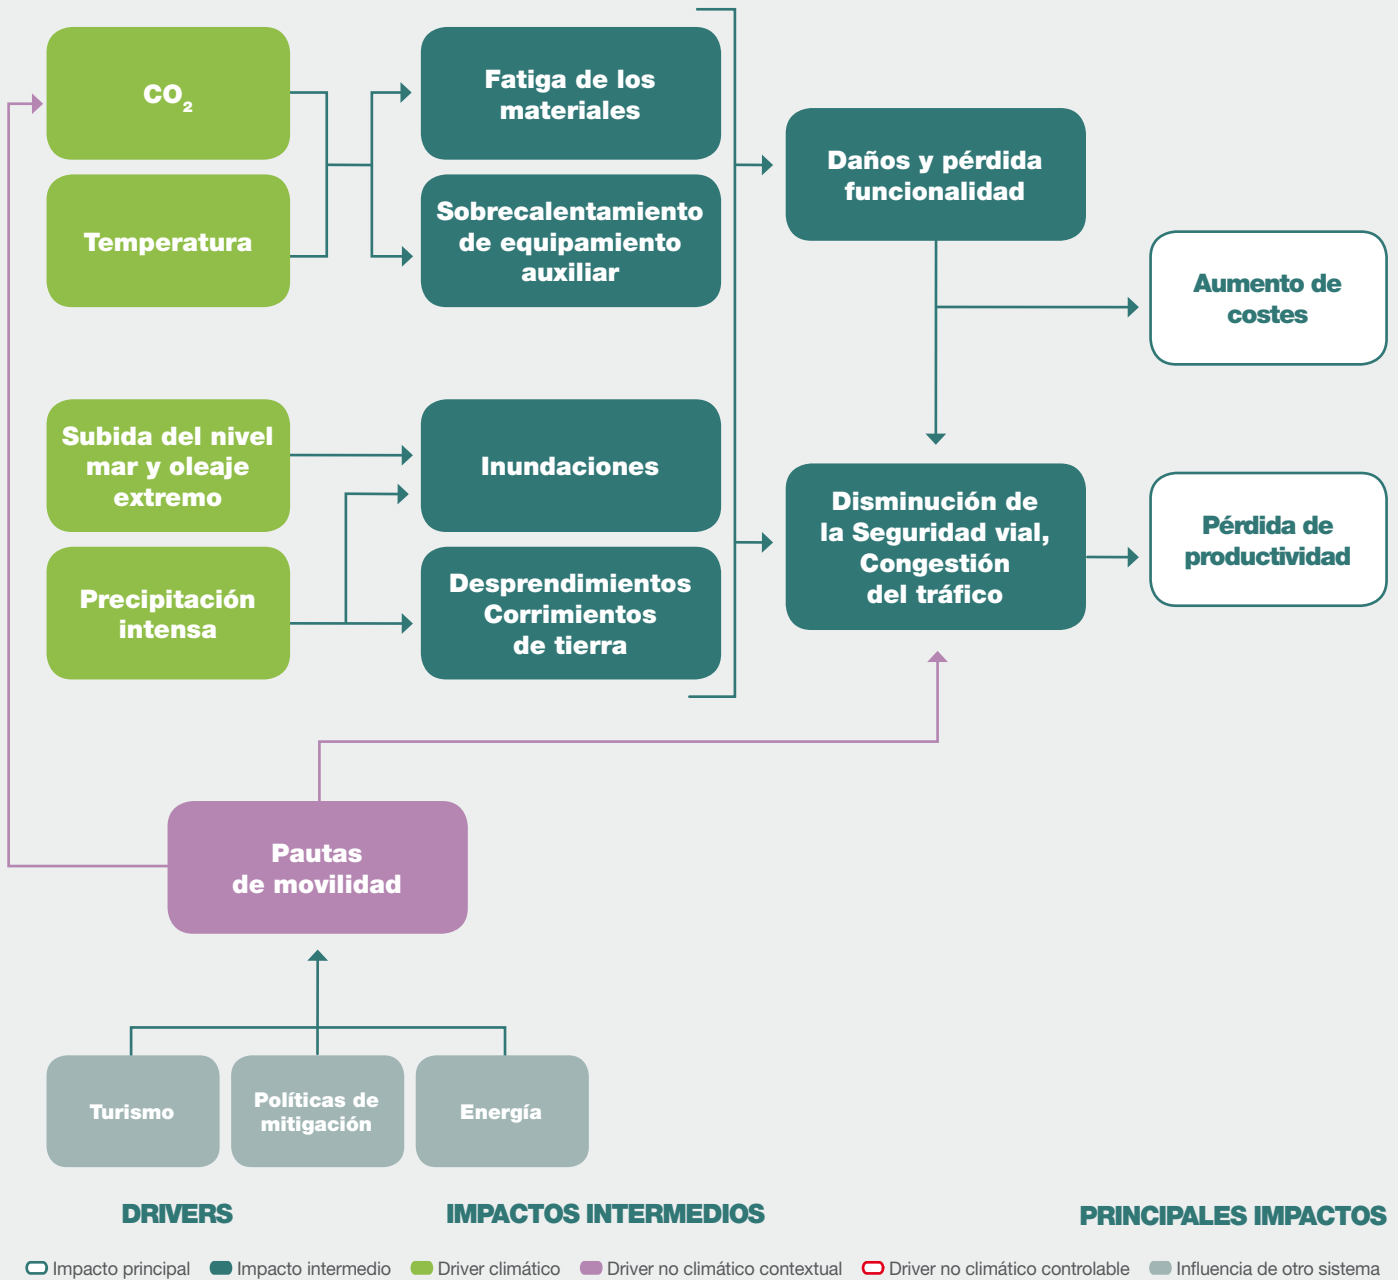 CO2
Temperatura
Fatiga de los
materiales
Sobrecalentamiento
de equipamiento
auxiliar
Daños y pérdida
funcionalidad
Aumento de
costes
Subida del nivel
mar y oleaje
extremo
Precipitación
intensa
Inundaciones
Desprendimientos
Corrimientos
de tierra
Disminución de
la Seguridad vial,
Congestión
del tráfico
Pérdida de
productividad
Pautas
de movilidad
Turismo
Políticas de
mitigación
Energía
DRIVERS
IMPACTOS INTERMEDIOS
PRINCIPALES IMPACTOS
Impacto principal
Impacto intermedio
Driver climático
Driver no climático contextual
Driver no climático controlable
Influencia de otro sistema